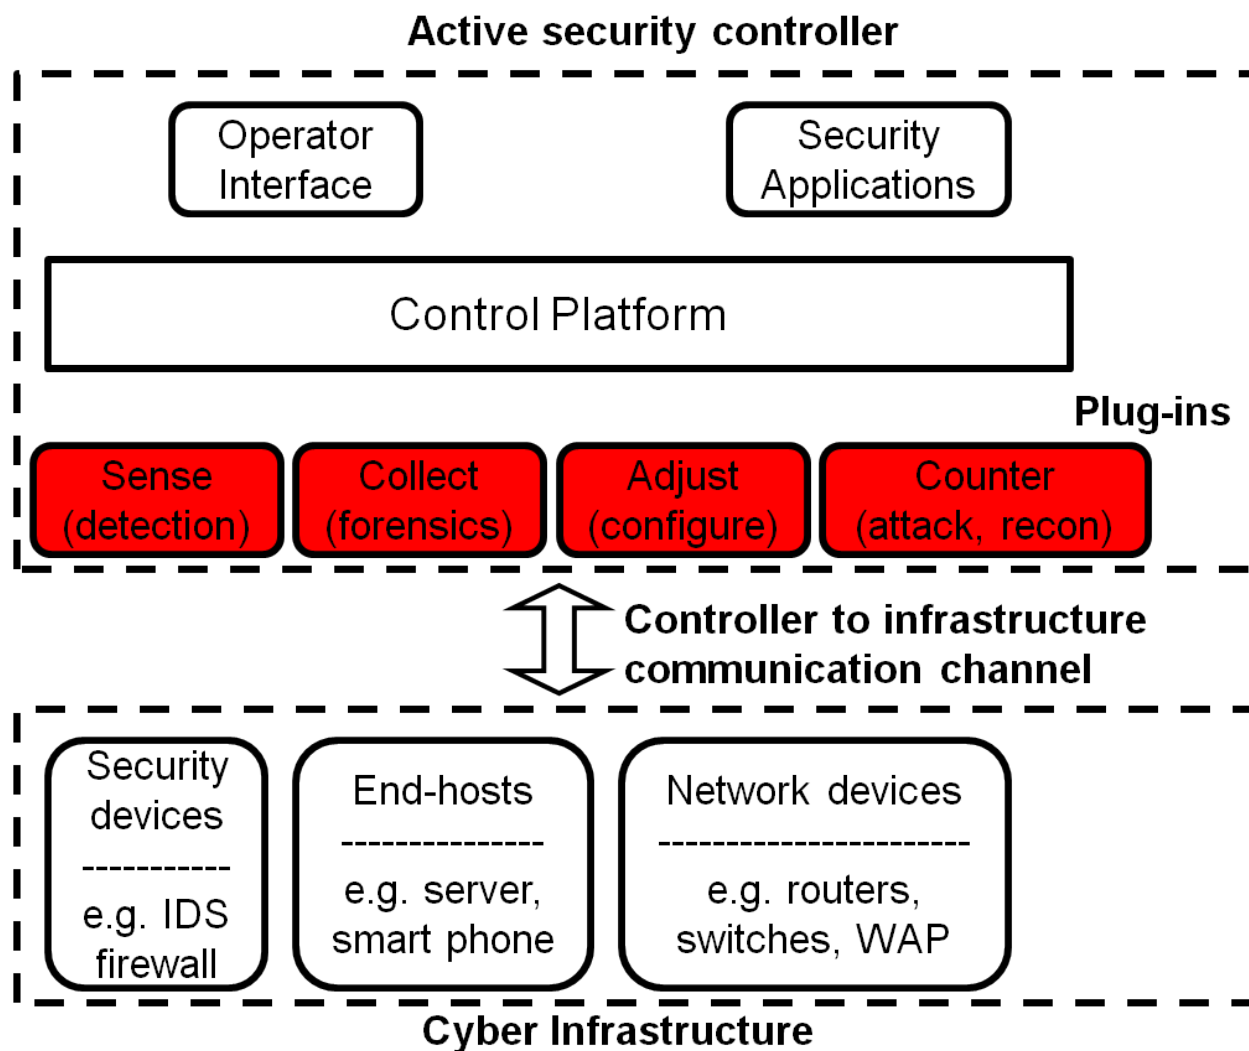 Active security controller
Operator
Interface
Security
Applications
Control Platform
Plug-ins
Sense
(detection)
Collect
(forensics)
Adjust
(configure)
Counter
(attack, recon)
Controller to infrastructure
communication channel
Security
devices
-----------
e.g. IDS
firewall
End-hosts
---------------
e.g. server,
smart phone
Network devices
-----------------------
e.g. routers,
switches, WAP
Cyber Infrastructure